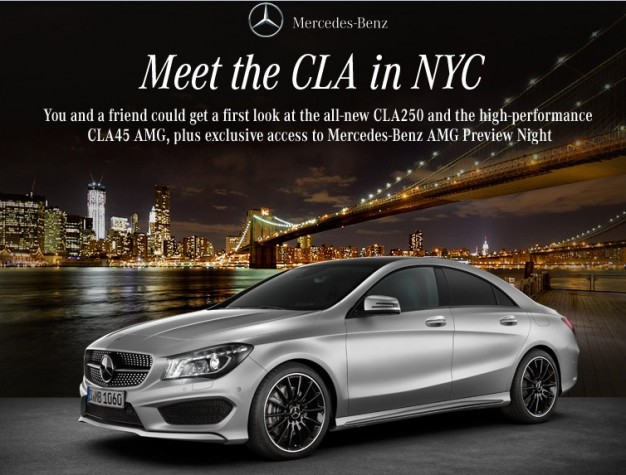 Mercedes-Benz
Meet the CLA in NYC
You and a friend could get a first look at the all-new CLA250 and the high-performance
CLA45 AMG, plus exclusive access to Mercedes-Benz AMG Preview Night